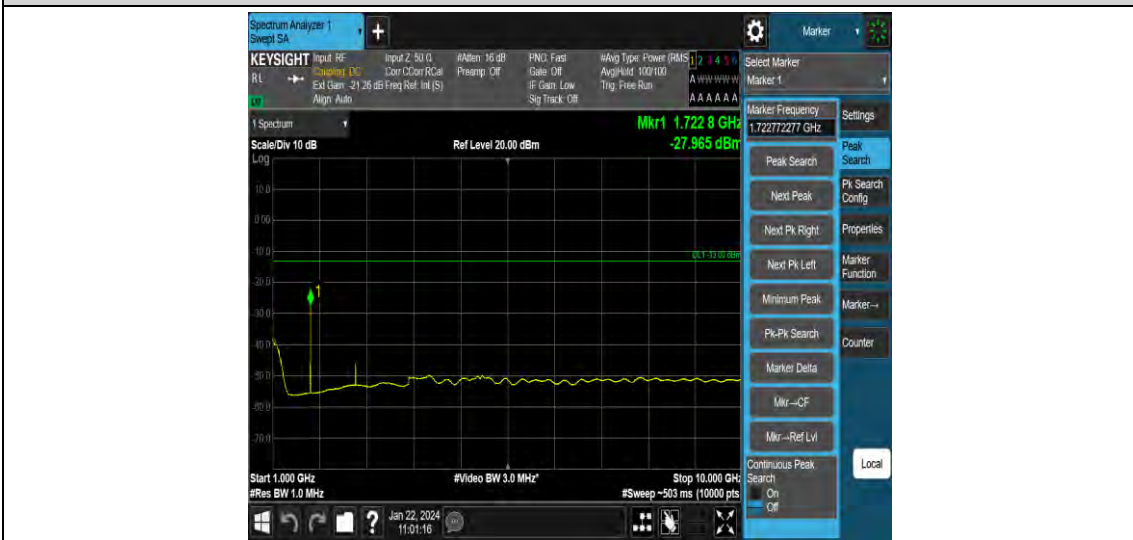 Spectrum Analyzer 1
Swept SA
+
Marker
KEYSIGHT
Input: RF
Coupling: DC
Ext Gain: -21.26 dB
Align: Auto
Input Z: 50 Ω
Corr CCorr RCal
Freq Ref: Int (S)
#Atten: 16 dB
Preamp: Off
PNO: Fast
Gate: Off
IF Gain: Low
Sig Track: Off
#Avg Type: Power (RMS
Avg|Hold: 100/100
Trig: Free Run
1 2 3 4 5 6
A W W W W W
A A A A A A
RL
1 Spectrum
Scale/Div 10 dB
Log
Ref Level 20.00 dBm
Mkr1 1.722 8 GHz
-27.965 dBm
10.0
0.00
-10.0
DL1 -13.00 dBm
-20.0
1
-30.0
-40.0
-50.0
-60.0
-70.0
Start 1.000 GHz
#Res BW 1.0 MHz
#Video BW 3.0 MHz*
Stop 10.000 GHz
#Sweep ~503 ms (10000 pts
Select Marker
Marker 1
Marker Frequency
1.722772277 GHz
Peak Search
Next Peak
Next Pk Right
Next Pk Left
Minimum Peak
Pk-Pk Search
Marker Delta
Mkr→CF
Mkr→Ref Lvl
Continuous Peak
Search
On
Off
Settings
Peak
Search
Pk Search
Config
Properties
Marker
Function
Marker→
Counter
Local
?
Jan 22, 2024
11:01:16